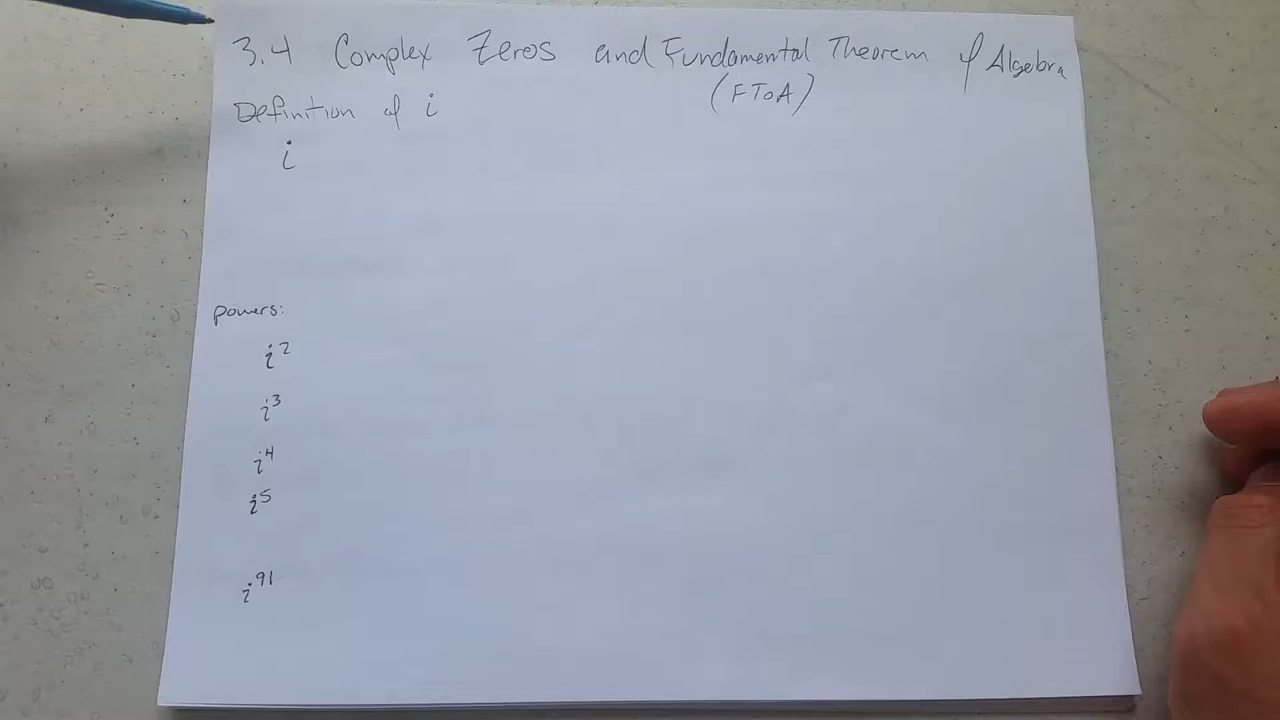 3.4 Complex Zeros and Fundamental Theorem of Algebra
(FToA)
Definition of i
i
powers:
i²
i³
i⁴
i⁵
i⁹¹